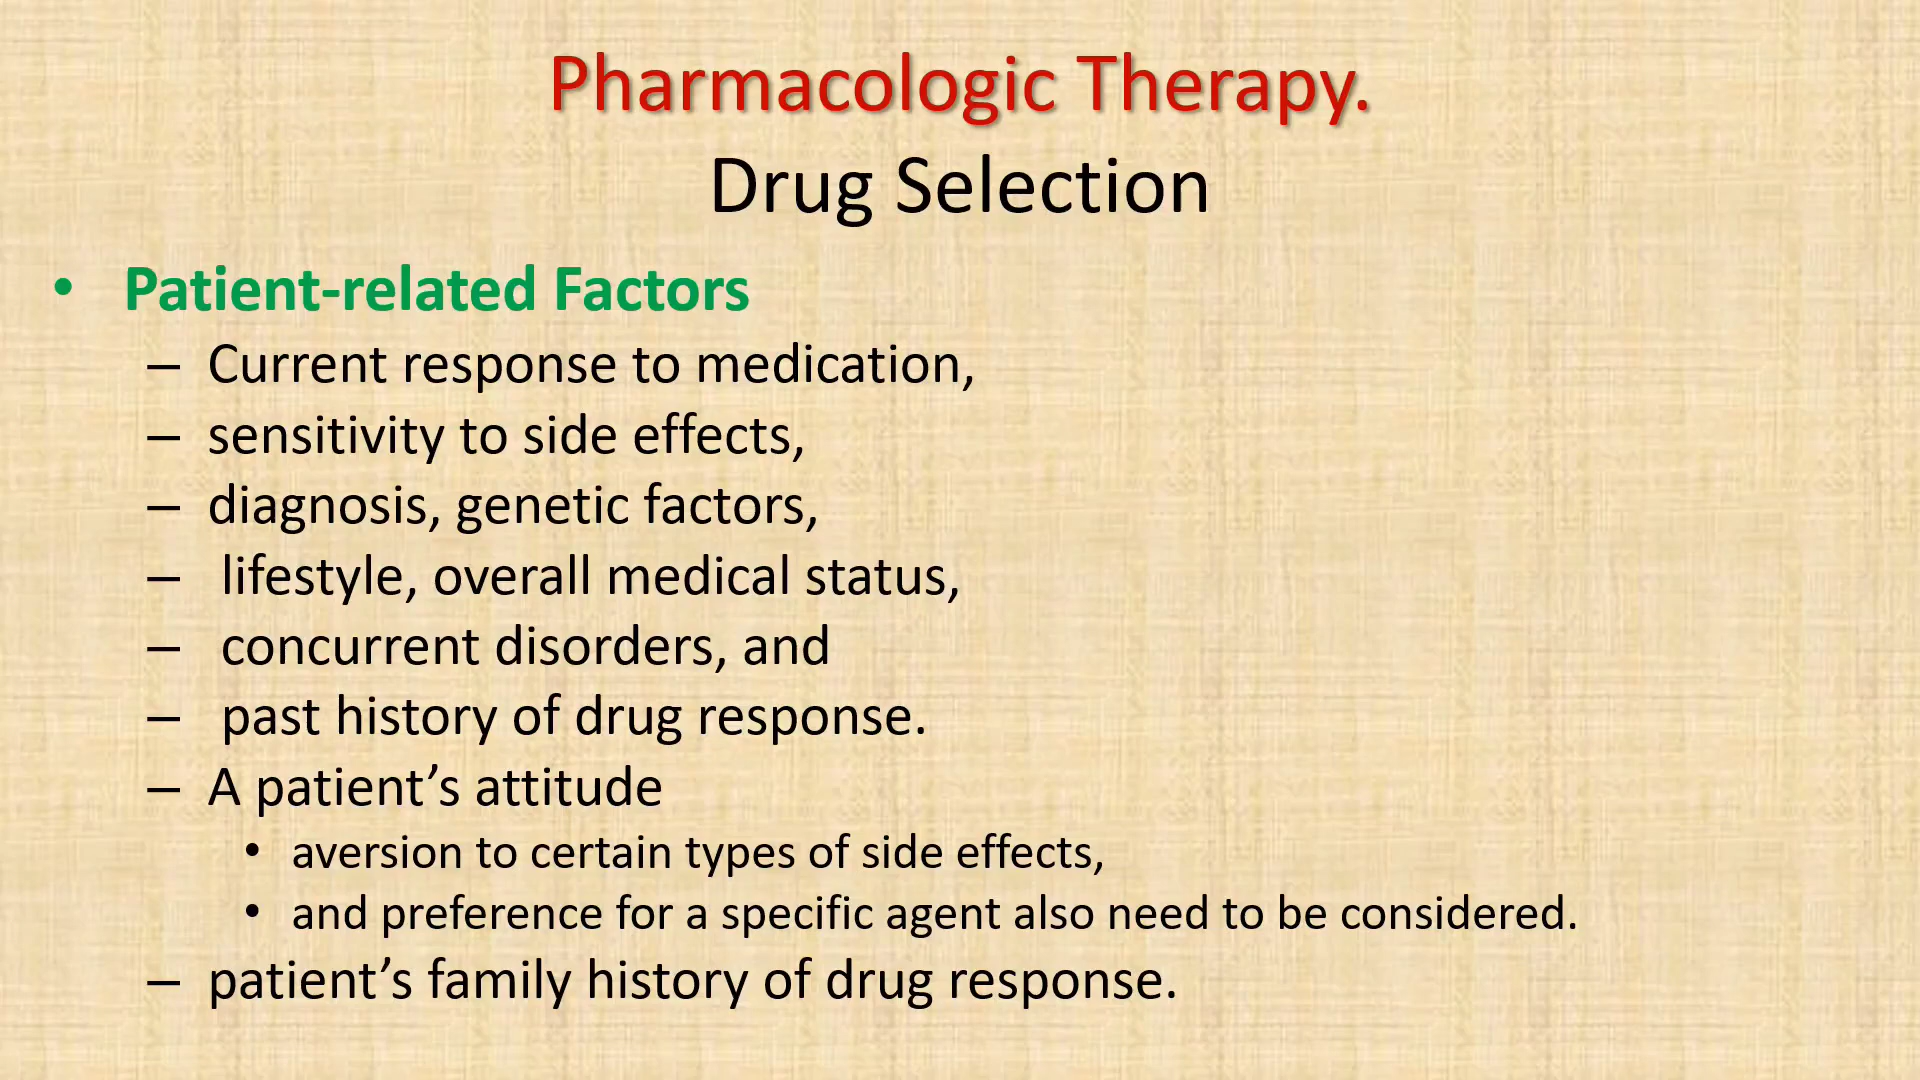 Pharmacologic Therapy.
Drug Selection
• Patient-related Factors
– Current response to medication,
– sensitivity to side effects,
– diagnosis, genetic factors,
– lifestyle, overall medical status,
– concurrent disorders, and
– past history of drug response.
– A patient’s attitude
• aversion to certain types of side effects,
• and preference for a specific agent also need to be considered.
– patient’s family history of drug response.